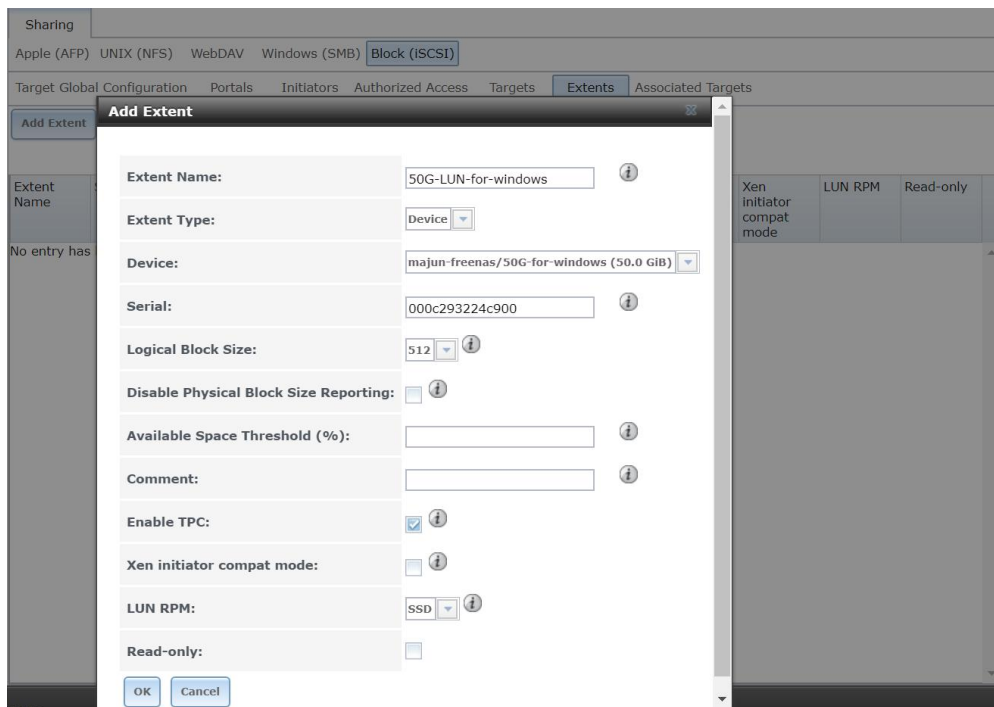 Sharing
Apple (AFP) UNIX (NFS) WebDAV Windows (SMB) Block (iSCSI)
Target Global Configuration Portals Initiators Authorized Access Targets Extents Associated Targets
Add Extent
Add Extent
Extent Name
Xen initiator compat mode
LUN RPM
Read-only
No entry has
Extent Name: 50G-LUN-for-windows
Extent Type: Device
Device: majun-freenas/50G-for-windows (50.0 GiB)
Serial: 000c293224c900
Logical Block Size: 512
Disable Physical Block Size Reporting:
Available Space Threshold (%):
Comment:
Enable TPC:
Xen initiator compat mode:
LUN RPM: SSD
Read-only:
OK Cancel